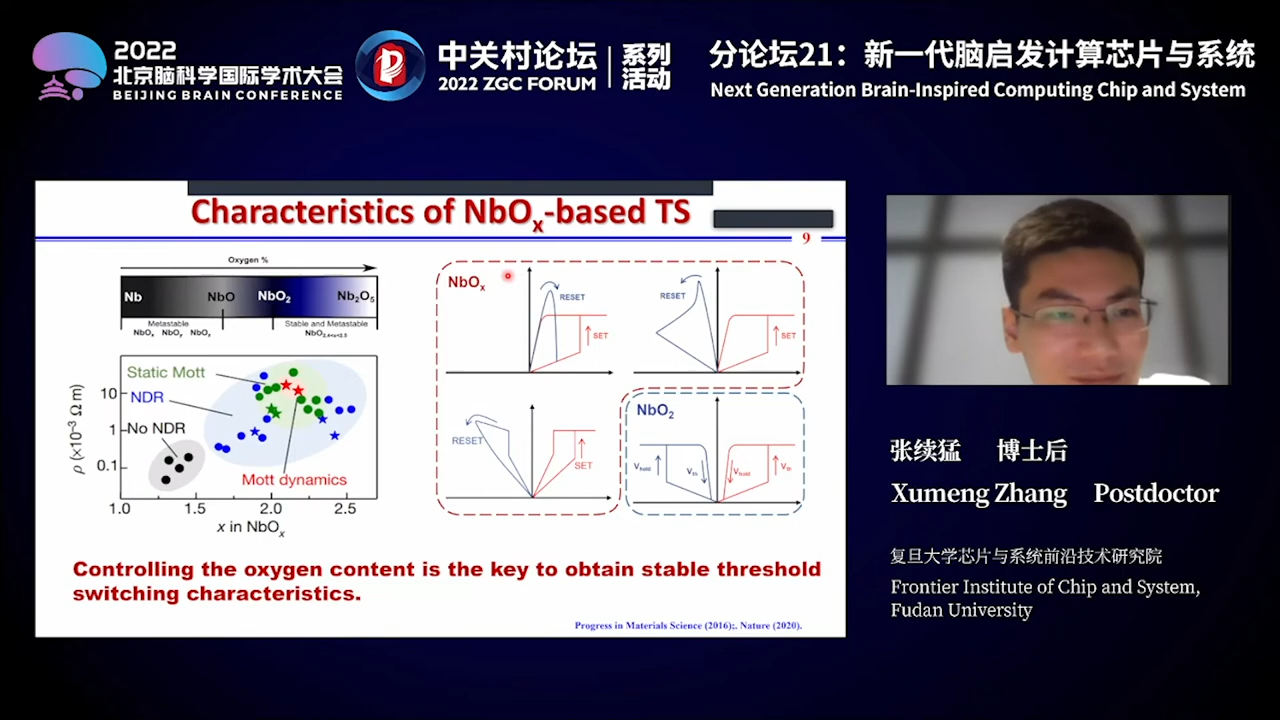 2022
北京脑科学国际学术大会
BEIJING BRAIN CONFERENCE
中关村论坛
2022 ZGC FORUM
系列
活动
分论坛21：新一代脑启发计算芯片与系统
Next Generation Brain-Inspired Computing Chip and System
Characteristics of NbOx-based TS
9
Oxygen %
Nb
NbO
NbO2
Nb2O5
Metastable
Stable and Metastable
NbO2.4<x<2.5
Static Mott
NDR
No NDR
Mott dynamics
10
1
0.1
ρ (×10−3 Ω m)
1.0
1.5
2.0
2.5
x in NbOx
NbOx
RESET
SET
RESET
SET
RESET
SET
NbO2
Vhold
Vth
Vhold
Vth
Controlling the oxygen content is the key to obtain stable threshold
switching characteristics.
Progress in Materials Science (2016);. Nature (2020).
张续猛 博士后
Xumeng Zhang Postdoctor
复旦大学芯片与系统前沿技术研究院
Frontier Institute of Chip and System,
Fudan University